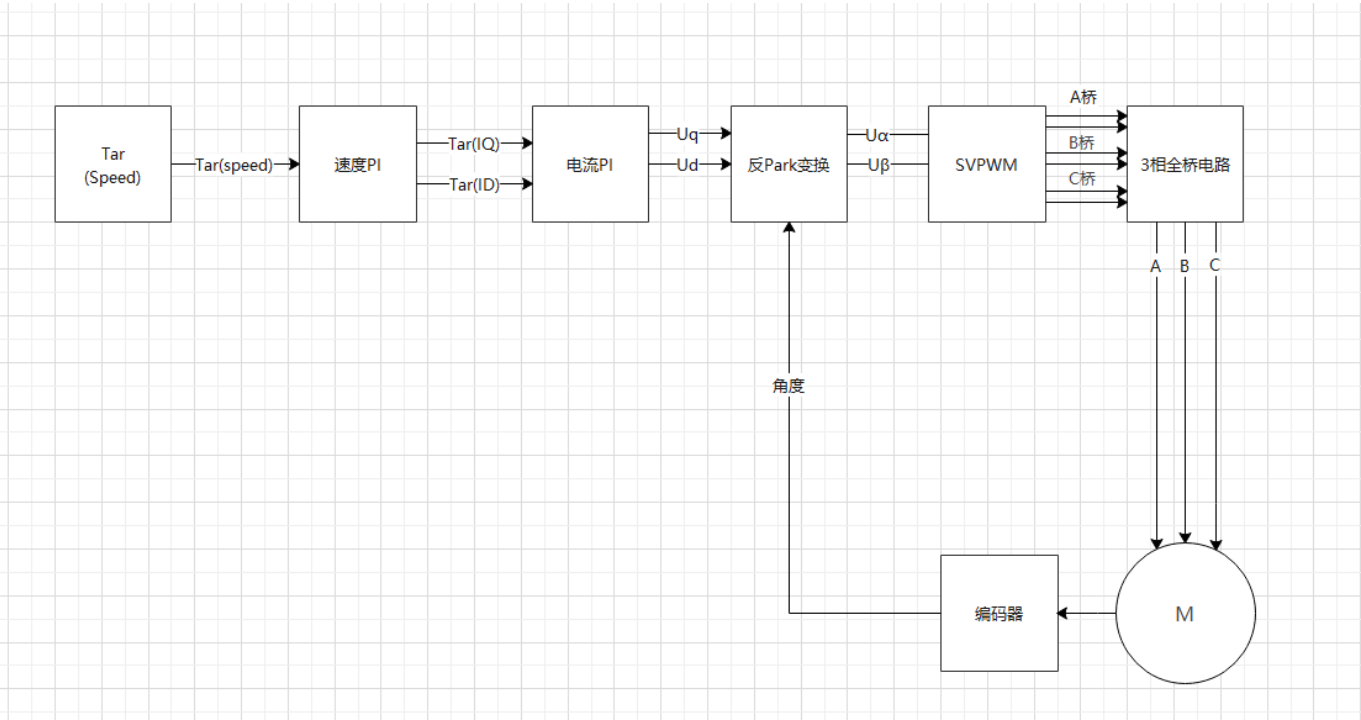 A桥
Tar
(Speed)
Tar(speed)
速度PI
Tar(IQ)
Tar(ID)
电流PI
Uq
Ud
反Park变换
Uα
Uβ
SVPWM
B桥
C桥
3相全桥电路
A
B
C
角度
编码器
M